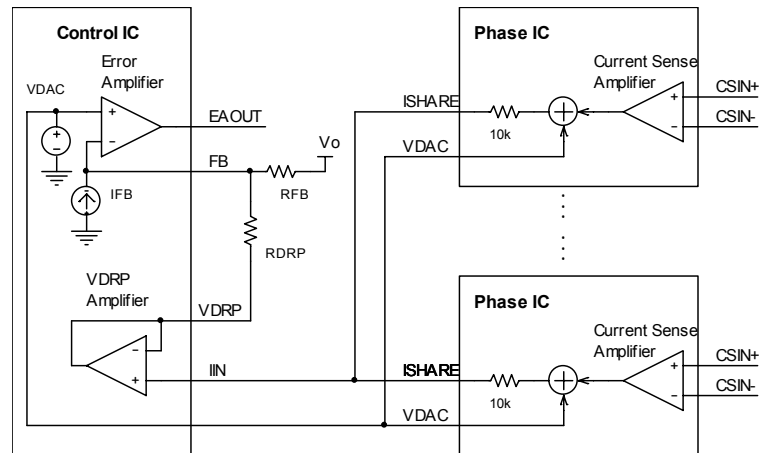 Control IC
Error
Amplifier
VDAC
+
-
+
-
EAOUT
FB
Vo
IFB
RFB
RDRP
VDRP
Amplifier
VDRP
-
+
IIN
Phase IC
Current Sense
Amplifier
ISHARE
10k
+
-
CSIN+
CSIN-
VDAC
Phase IC
Current Sense
Amplifier
ISHARE
10k
+
-
CSIN+
CSIN-
VDAC